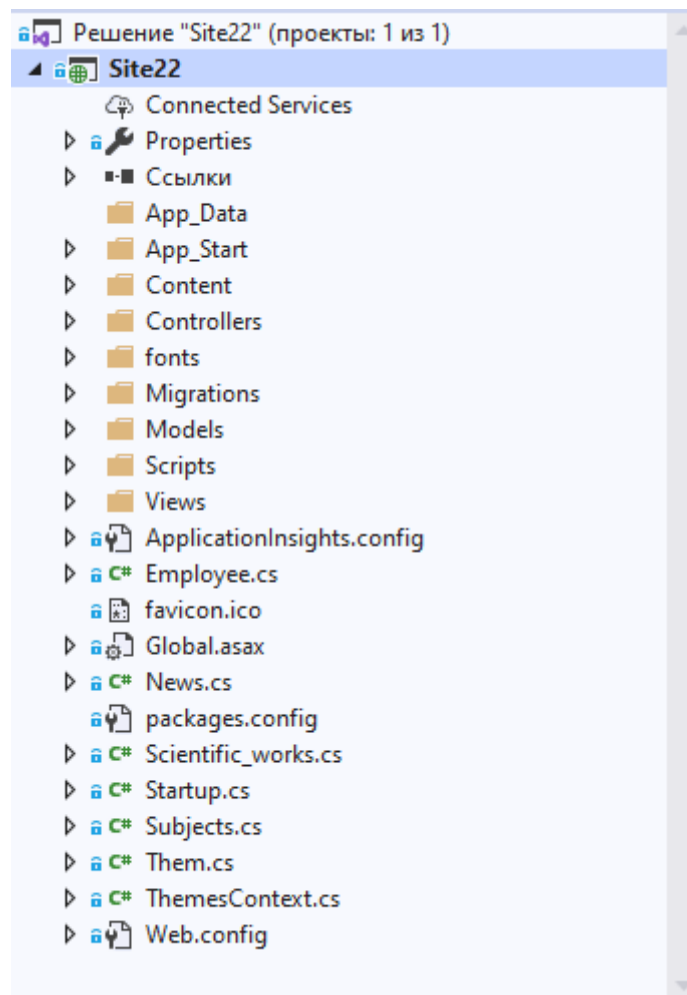 Решение "Site22" (проекты: 1 из 1)
Site22
Connected Services
Properties
Ссылки
App_Data
App_Start
Content
Controllers
fonts
Migrations
Models
Scripts
Views
ApplicationInsights.config
C# Employee.cs
favicon.ico
Global.asax
C# News.cs
packages.config
C# Scientific_works.cs
C# Startup.cs
C# Subjects.cs
C# Them.cs
C# ThemesContext.cs
Web.config